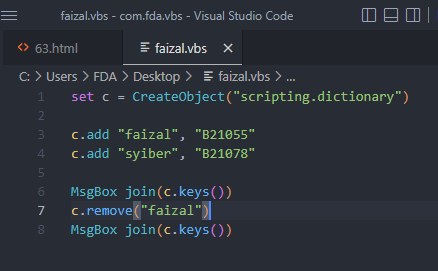 faizal.vbs - com.fda.vbs - Visual Studio Code
<> 63.html
faizal.vbs ×
C: > Users > FDA > Desktop > faizal.vbs > ...
1 set c = CreateObject("scripting.dictionary")
2
3 c.add "faizal", "B21055"
4 c.add "syiber", "B21078"
5
6 MsgBox join(c.keys())
7 c.remove("faizal")
8 MsgBox join(c.keys())